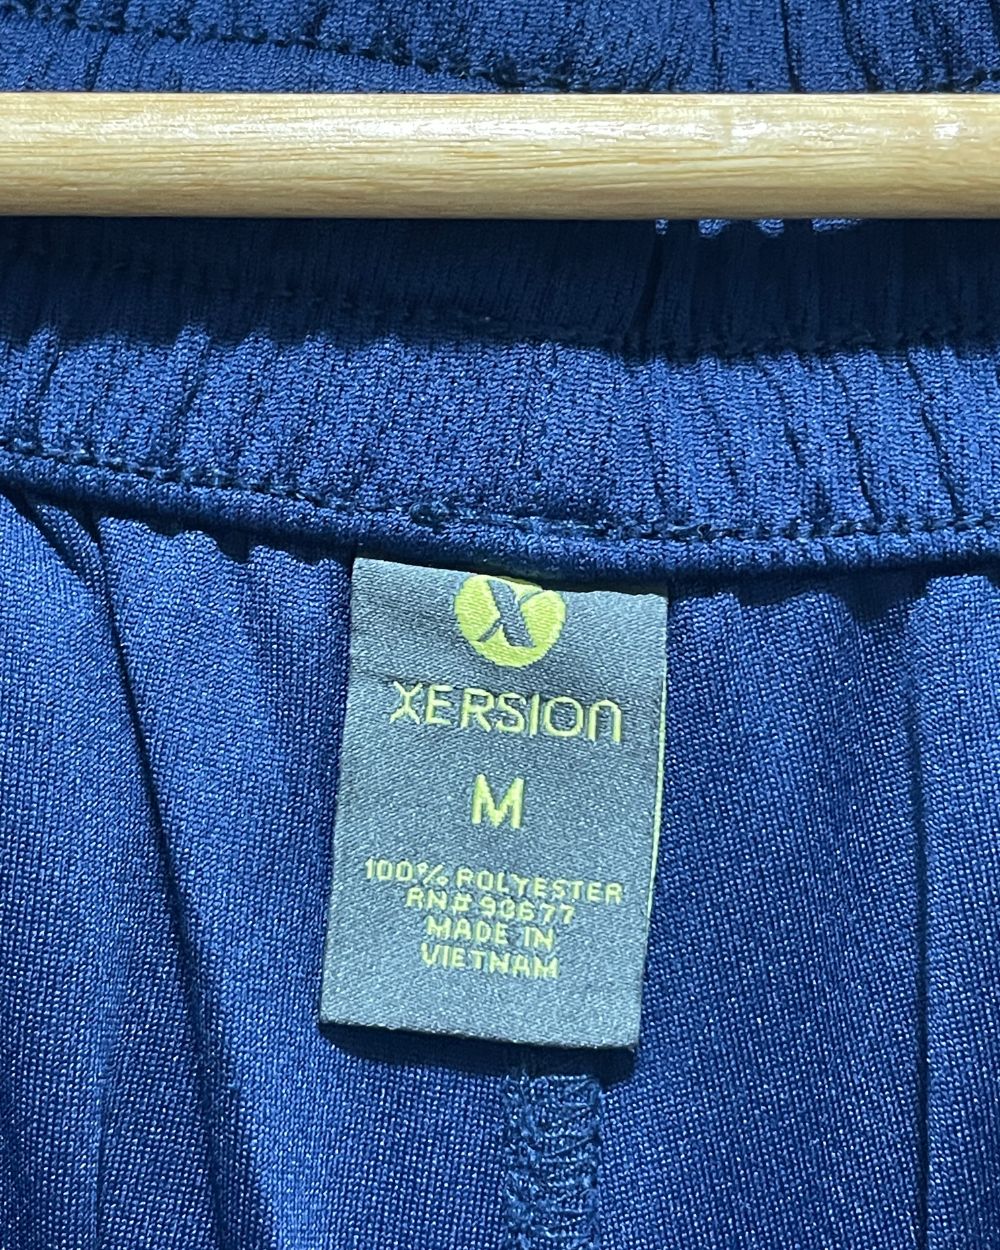 X
XERSION
M
100% POLYESTER
RN# 93677
MADE IN
VIETNAM